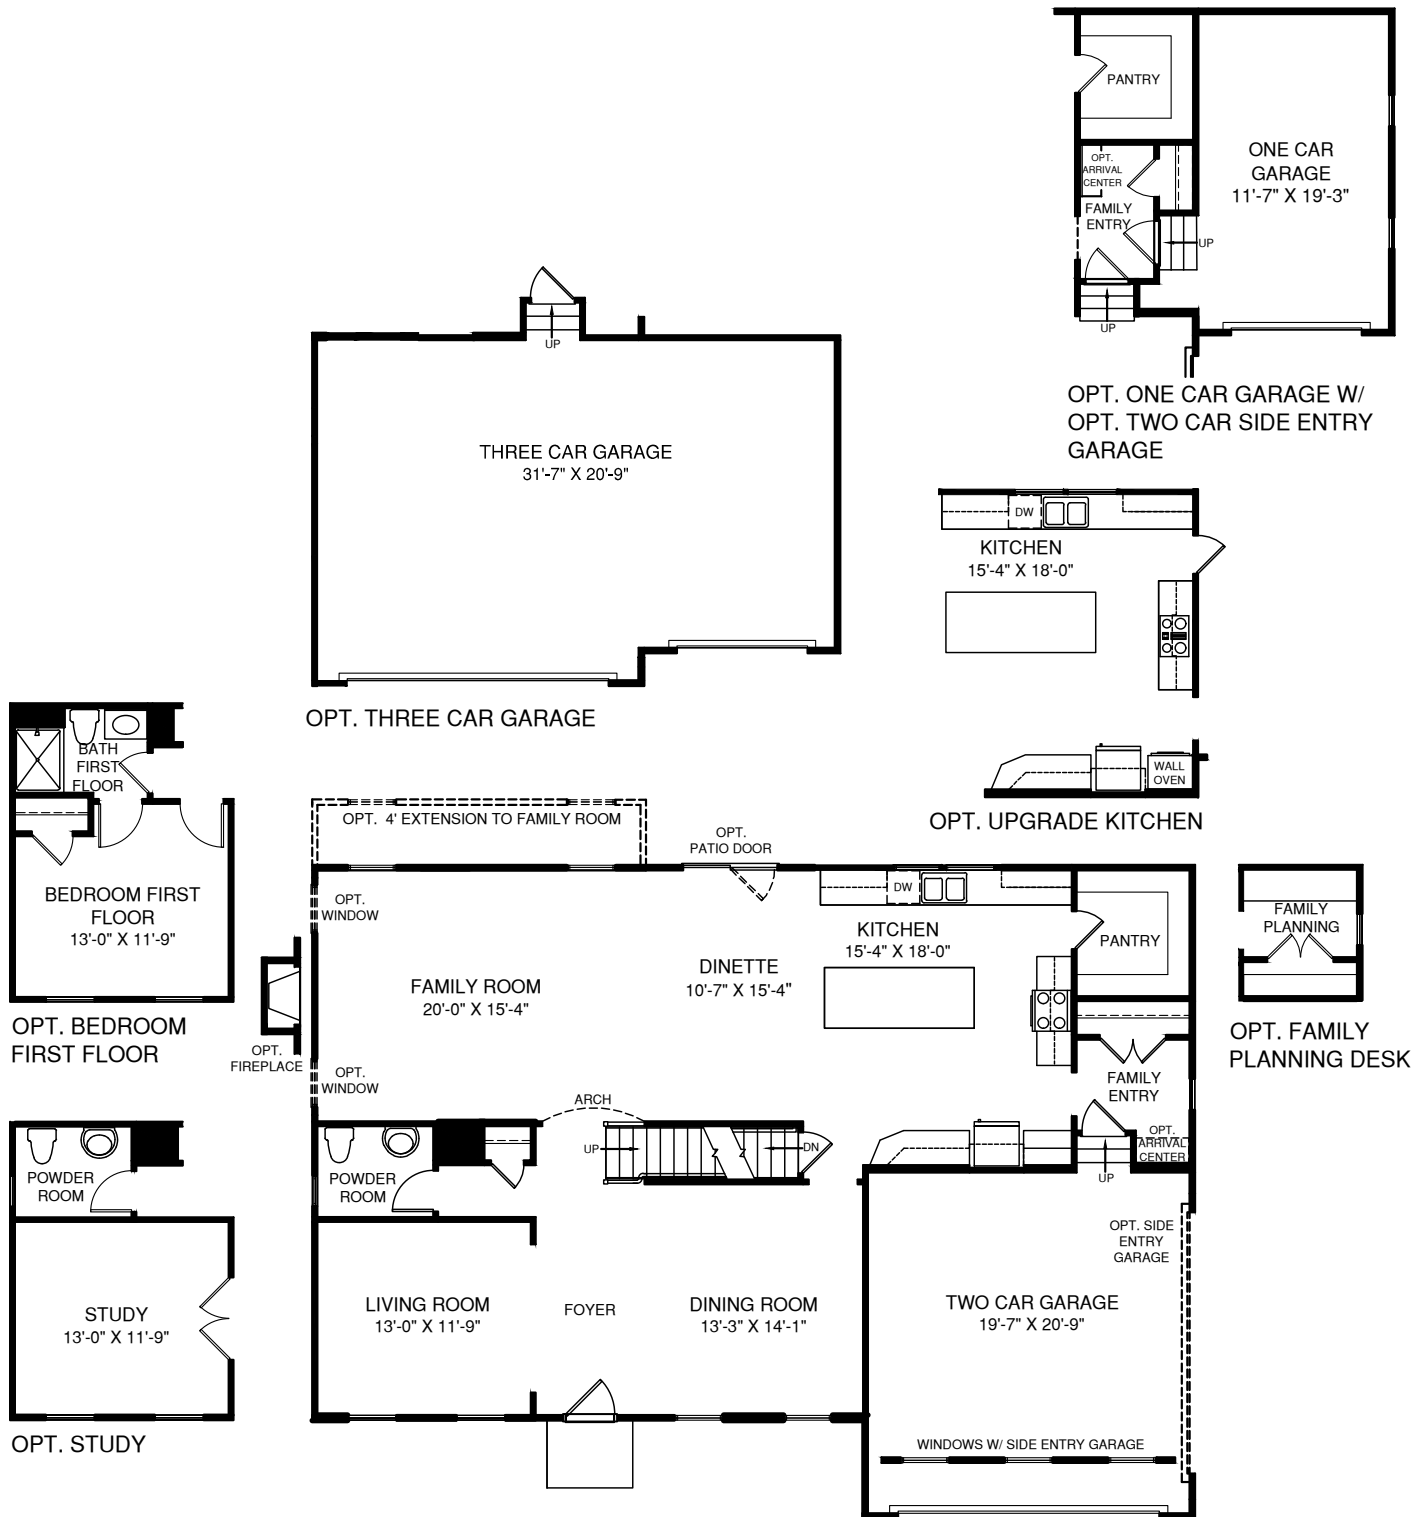 PANTRY
OPT.
ARRIVAL
CENTER
FAMILY
ENTRY
UP
UP
ONE CAR
GARAGE
11'-7" X 19'-3"
OPT. ONE CAR GARAGE W/
OPT. TWO CAR SIDE ENTRY
GARAGE
UP
THREE CAR GARAGE
31'-7" X 20'-9"
OPT. THREE CAR GARAGE
DW
KITCHEN
15'-4" X 18'-0"
WALL
OVEN
OPT. UPGRADE KITCHEN
BATH
FIRST
FLOOR
BEDROOM FIRST
FLOOR
13'-0" X 11'-9"
OPT. BEDROOM
FIRST FLOOR
OPT. 4' EXTENSION TO FAMILY ROOM
OPT.
PATIO DOOR
OPT.
WINDOW
OPT.
FIREPLACE
OPT.
WINDOW
FAMILY ROOM
20'-0" X 15'-4"
DINETTE
10'-7" X 15'-4"
DW
KITCHEN
15'-4" X 18'-0"
PANTRY
FAMILY
ENTRY
OPT.
ARRIVAL
CENTER
UP
FAMILY
PLANNING
OPT. FAMILY
PLANNING DESK
ARCH
UP
DN
POWDER
ROOM
POWDER
ROOM
STUDY
13'-0" X 11'-9"
OPT. STUDY
LIVING ROOM
13'-0" X 11'-9"
FOYER
DINING ROOM
13'-3" X 14'-1"
OPT. SIDE
ENTRY
GARAGE
TWO CAR GARAGE
19'-7" X 20'-9"
WINDOWS W/ SIDE ENTRY GARAGE